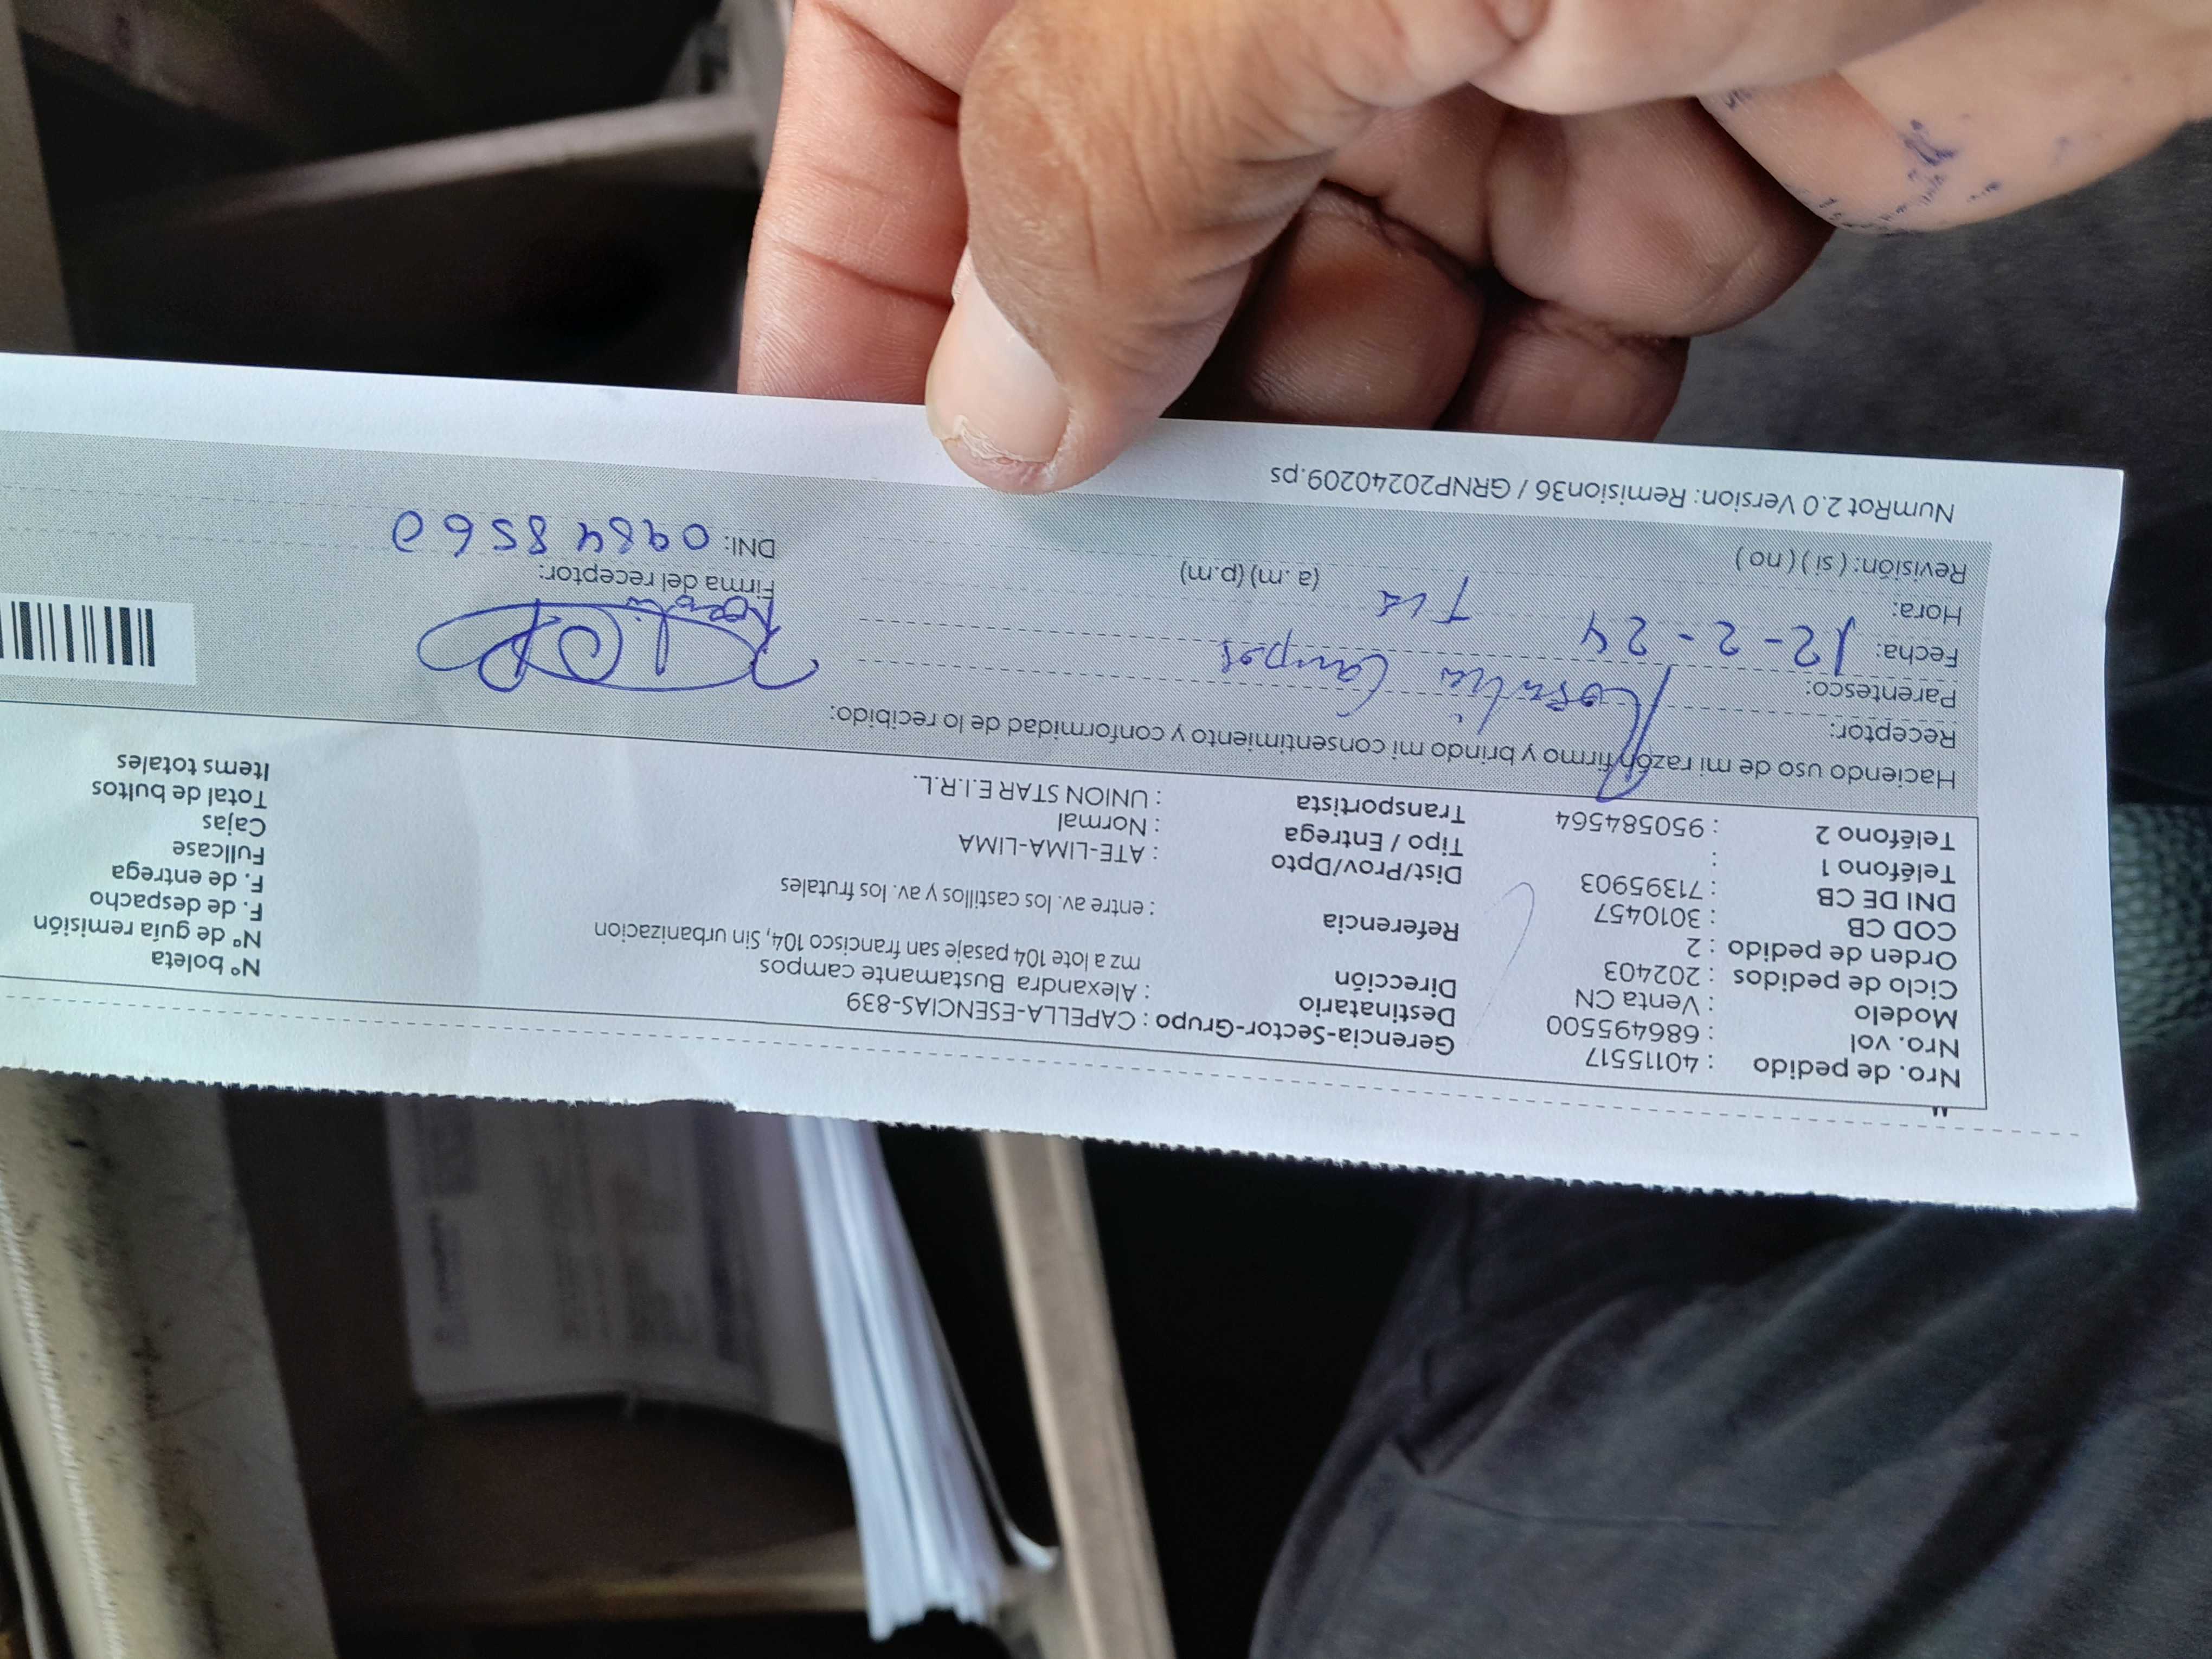 Nro. de pedido : 40115517
Nro. vol : 686495500
Modelo : Venta CN
Ciclo de pedidos : 202403
Orden de pedido : 2
COD CB : 3010457
DNI DE CB : 71395903
Teléfono 1 :
Teléfono 2 : 950584564
Gerencia-Sector-Grupo : CAPELLA-ESENCIAS-839
Destinatario : Alexandra Bustamante campos
Dirección mz a lote 104 pasaje san francisco 104, Sin urbanizacion
Referencia : entre av. los castillos y av. los frutales
Dist/Prov/Dpto : ATE-LIMA-LIMA
Tipo / Entrega : Normal
Transportista : UNION STAR E.I.R.L.
N° boleta
N° de guía remisión
F. de despacho
F. de entrega
Fullcase
Cajas
Total de bultos
Items totales
Haciendo uso de mi razón firmo y brindo mi consentimiento y conformidad de lo recibido:
Receptor: Rosalia Campos
Parentesco:
Fecha: 12-2-24
Hora: (a.m) (p.m)
Revisión: ( si ) ( no )
Firma del receptor:
DNI: 09848560
NumRot 2.0 Version: Remision36 / GRNP20240209.ps